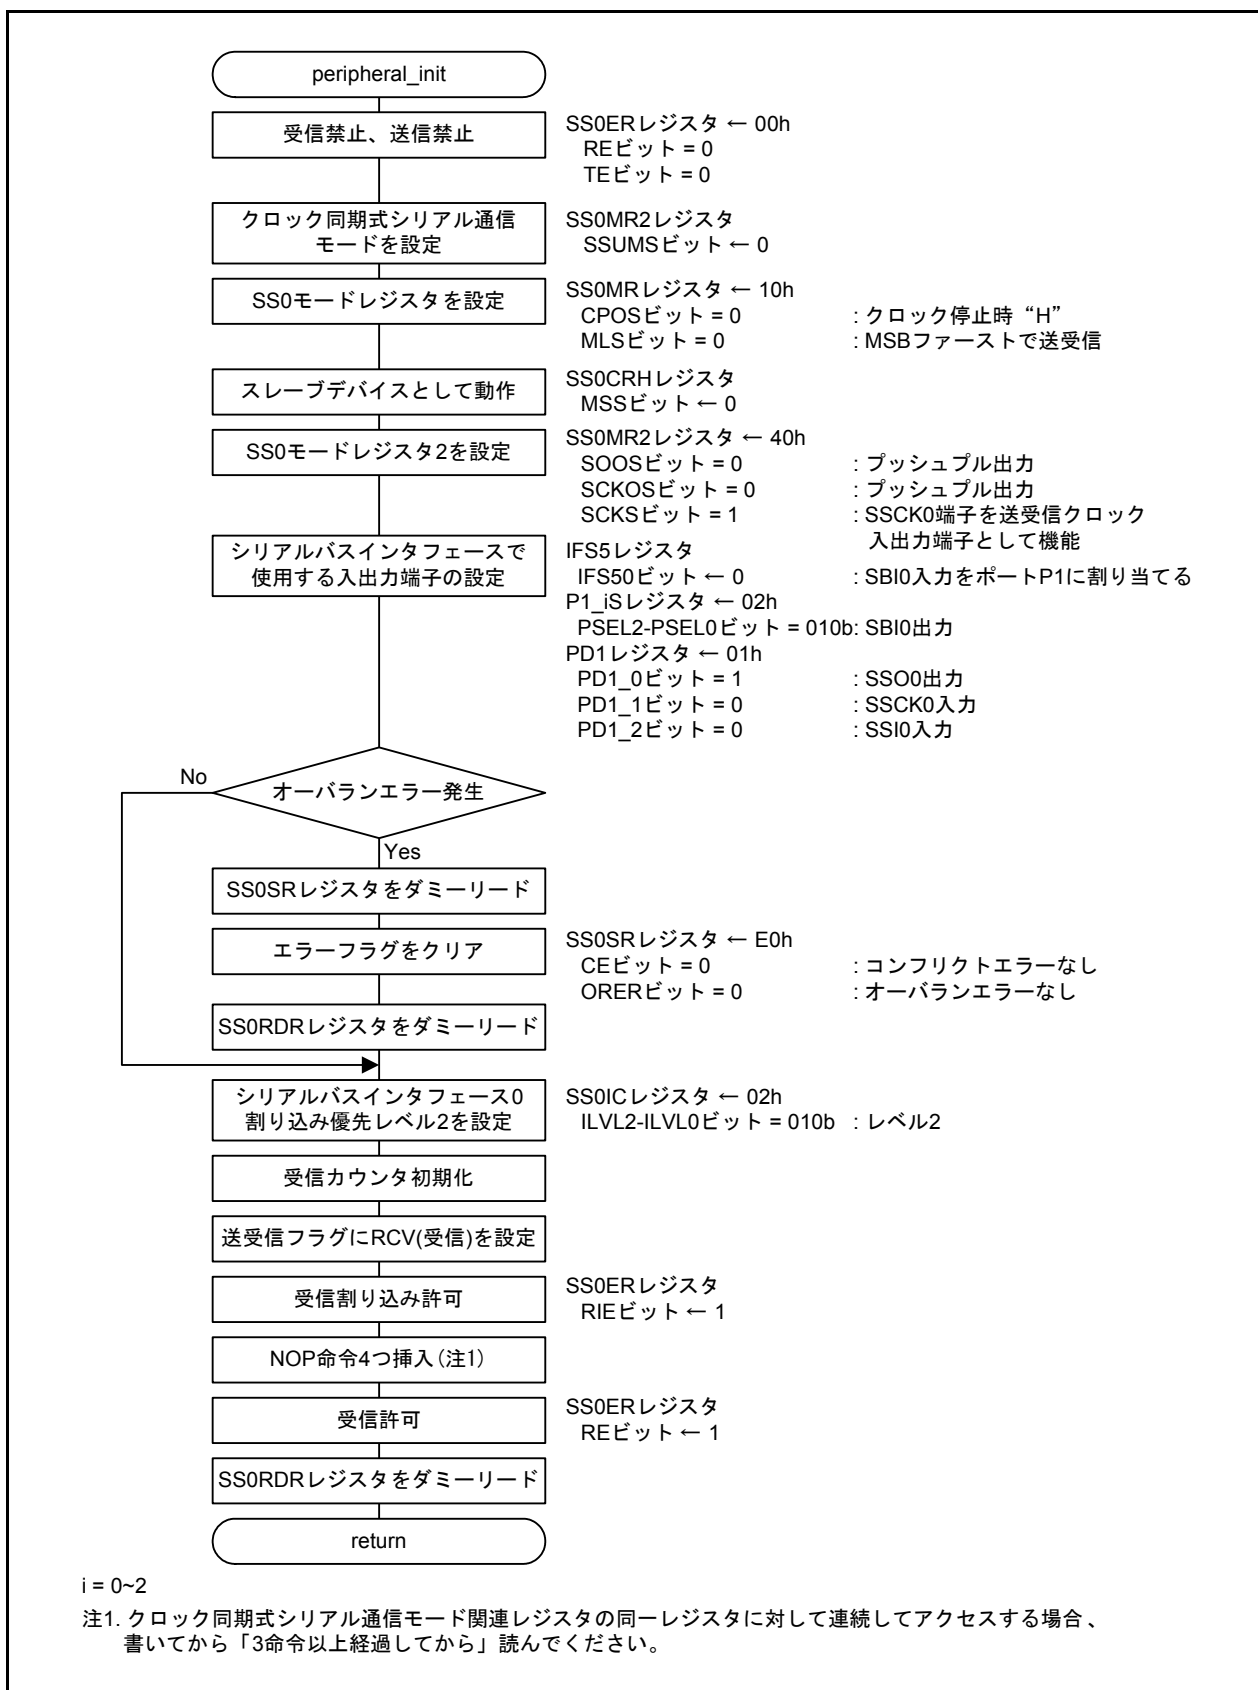 peripheral_init
受信禁止、送信禁止
SS0ERレジスタ ← 00h
REビット = 0
TEビット = 0
クロック同期式シリアル通信
モードを設定
SS0MR2レジスタ
SSUMSビット ← 0
SS0モードレジスタを設定
SS0MRレジスタ ← 10h
CPOSビット = 0 : クロック停止時“H”
MLSビット = 0 : MSBファーストで送受信
スレーブデバイスとして動作
SS0CRHレジスタ
MSSビット ← 0
SS0モードレジスタ2を設定
SS0MR2レジスタ ← 40h
SOOSビット = 0 : プッシュプル出力
SCKOSビット = 0 : プッシュプル出力
SCKSビット = 1 : SSCK0端子を送受信クロック
入出力端子として機能
シリアルバスインタフェースで
使用する入出力端子の設定
IFS5レジスタ
IFS50ビット ← 0 : SBI0入力をポートP1に割り当てる
P1_iSレジスタ ← 02h
PSEL2-PSEL0ビット = 010b: SBI0出力
PD1レジスタ ← 01h
PD1_0ビット = 1 : SSO0出力
PD1_1ビット = 0 : SSCK0入力
PD1_2ビット = 0 : SSI0入力
No
オーバランエラー発生
Yes
SS0SRレジスタをダミーリード
エラーフラグをクリア
SS0SRレジスタ ← E0h
CEビット = 0 : コンフリクトエラーなし
ORERビット = 0 : オーバランエラーなし
SS0RDRレジスタをダミーリード
シリアルバスインタフェース0
割り込み優先レベル2を設定
SS0ICレジスタ ← 02h
ILVL2-ILVL0ビット = 010b : レベル2
受信カウンタ初期化
送受信フラグにRCV(受信)を設定
受信割り込み許可
SS0ERレジスタ
RIEビット ← 1
NOP命令4つ挿入(注1)
受信許可
SS0ERレジスタ
REビット ← 1
SS0RDRレジスタをダミーリード
return
i = 0~2
注1. クロック同期式シリアル通信モード関連レジスタの同一レジスタに対して連続してアクセスする場合、
書いてから「3命令以上経過してから」読んでください。